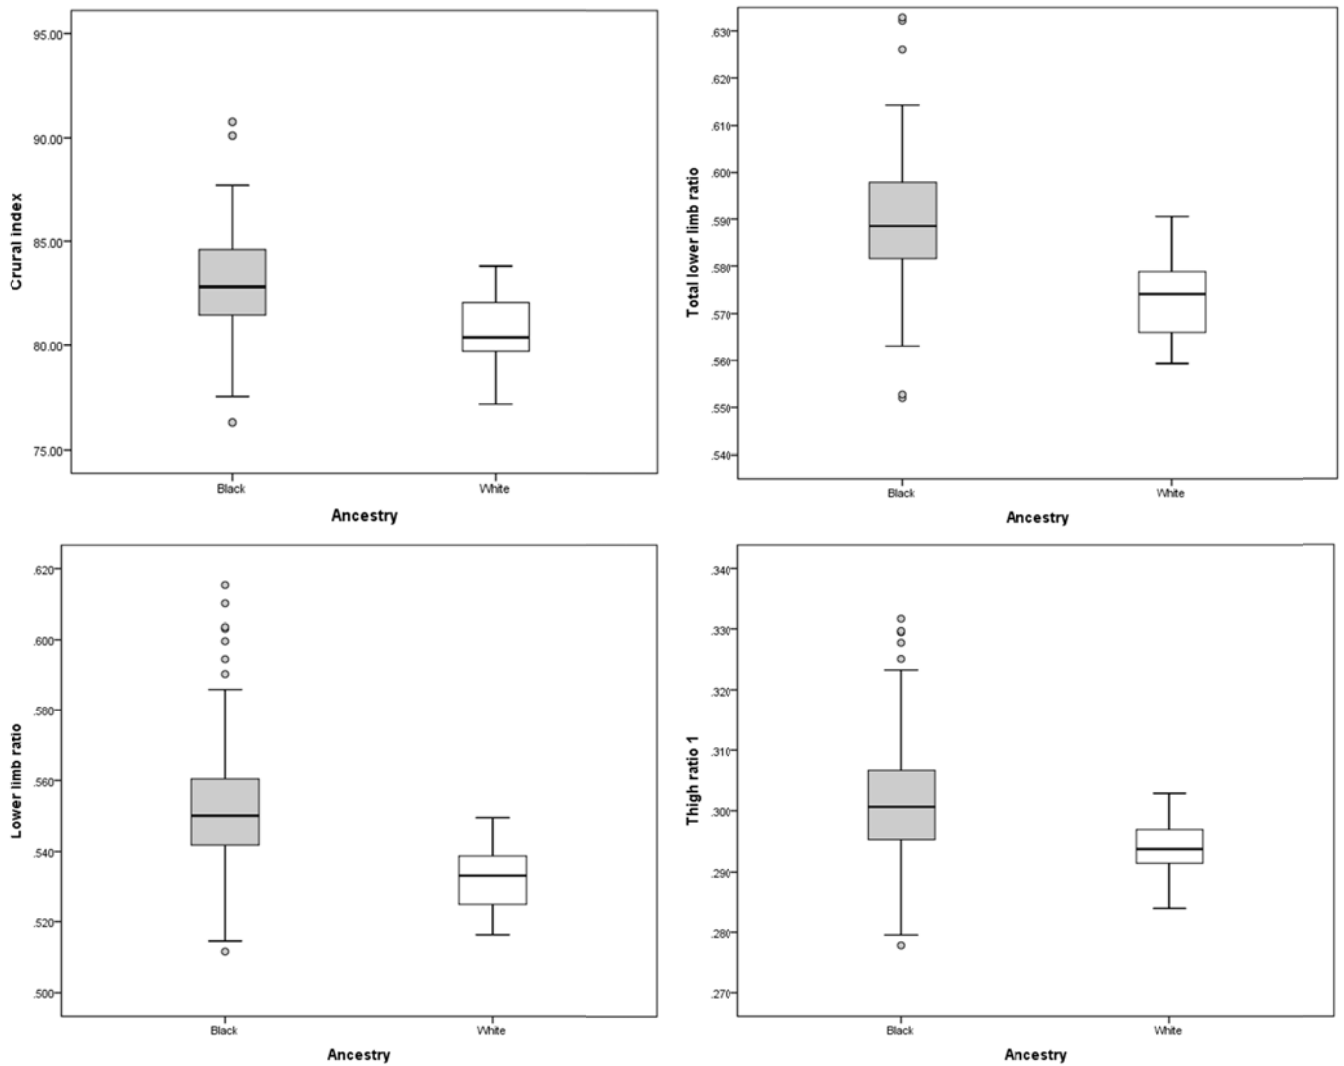 Crural index
95.00
90.00
85.00
80.00
75.00
Black
White
Ancestry
Total lower limb ratio
.630
.620
.610
.600
.590
.580
.570
.560
.550
.540
Black
White
Ancestry
Lower limb ratio
.620
.600
.580
.560
.540
.520
.500
Black
White
Ancestry
Thigh ratio 1
.340
.330
.320
.310
.300
.290
.280
.270
Black
White
Ancestry